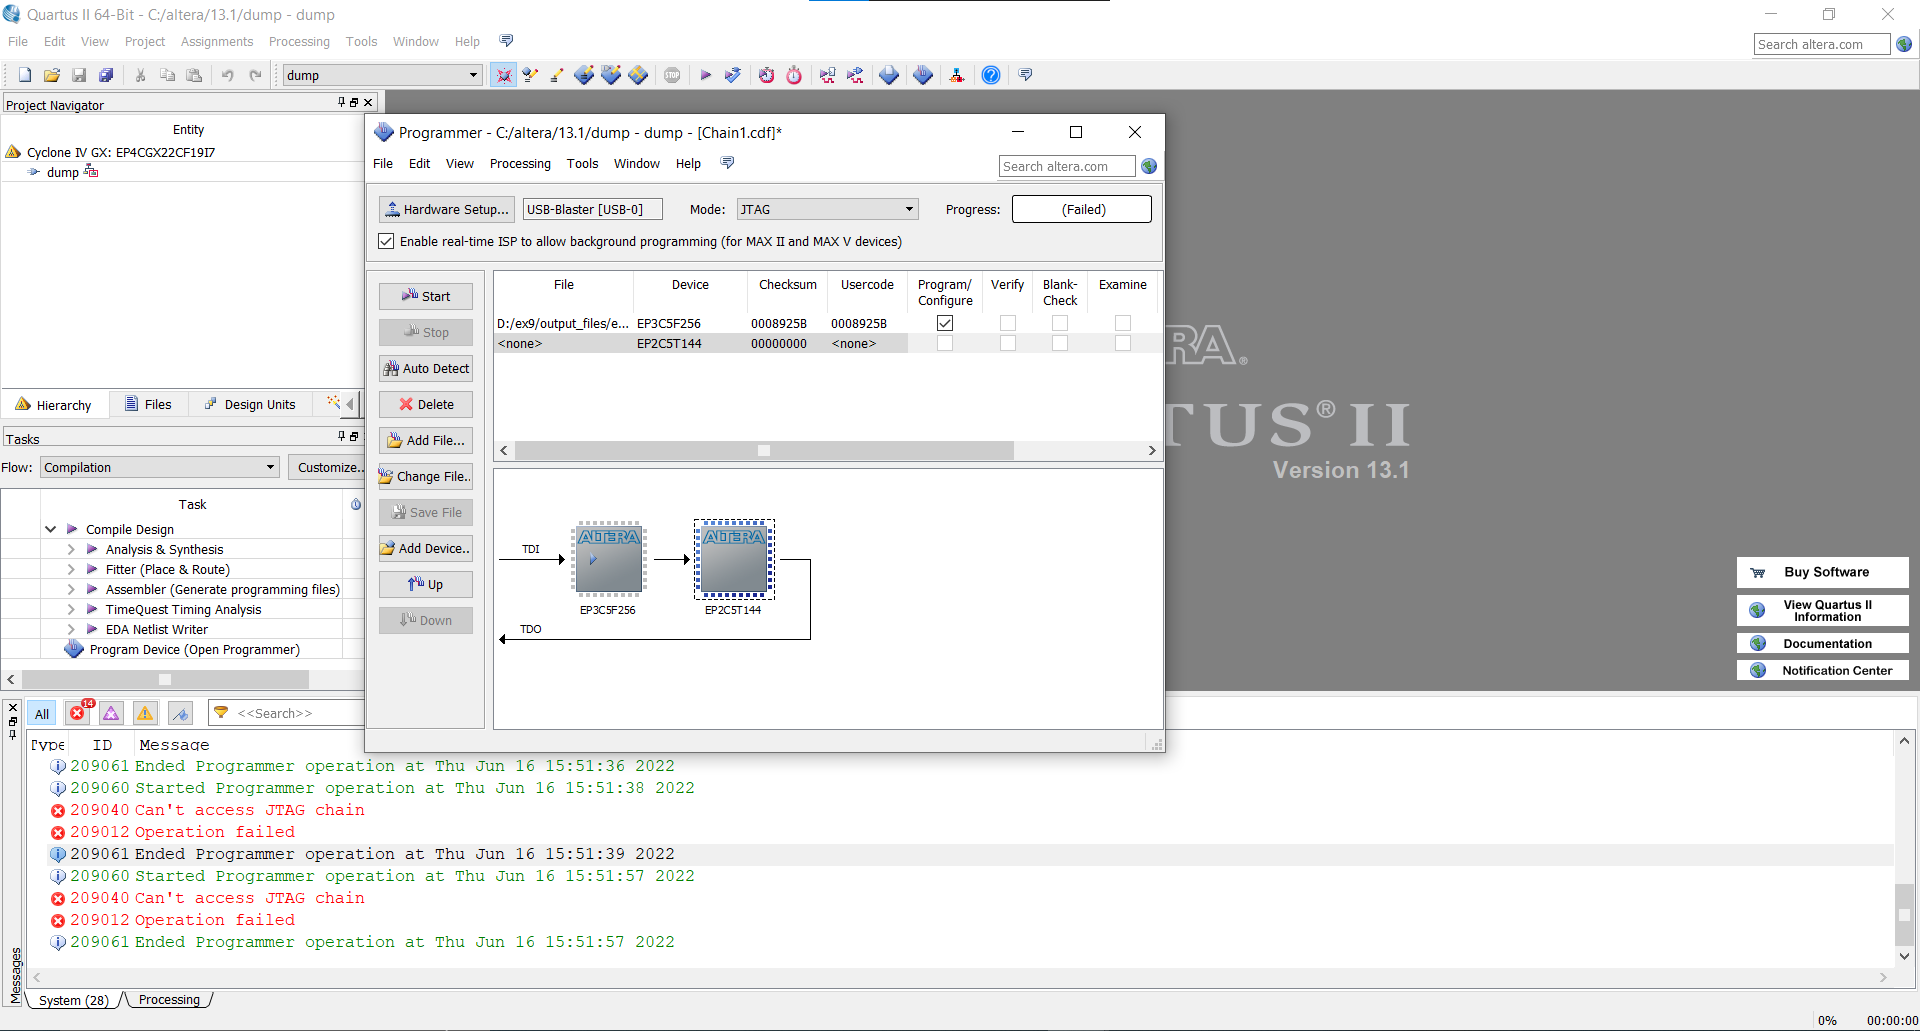 Quartus II 64-Bit - C:/altera/13.1/dump - dump
File Edit View Project Assignments Processing Tools Window Help
Search altera.com
dump
Project Navigator
Entity
Cyclone IV GX: EP4CGX22CF19I7
dump
Hierarchy Files Design Units
Tasks
Flow: Compilation Customize..
Task
Compile Design
Analysis & Synthesis
Fitter (Place & Route)
Assembler (Generate programming files)
TimeQuest Timing Analysis
EDA Netlist Writer
Program Device (Open Programmer)
Programmer - C:/altera/13.1/dump - dump - [Chain1.cdf]*
File Edit View Processing Tools Window Help
Search altera.com
Hardware Setup... USB-Blaster [USB-0] Mode: JTAG Progress: (Failed)
Enable real-time ISP to allow background programming (for MAX II and MAX V devices)
Start
Stop
Auto Detect
Delete
Add File...
Change File..
Save File
Add Device..
Up
Down
File Device Checksum Usercode Program/ Verify Blank- Examine
Configure Check
D:/ex9/output_files/e... EP3C5F256 0008925B 0008925B
<none> EP2C5T144 00000000 <none>
ALTERA ALTERA
TDI
EP3C5F256 EP2C5T144
TDO
RA®
TUS® II
Version 13.1
Buy Software
View Quartus II
Information
Documentation
Notification Center
All 14 <<Search>>
Type ID Message
209061 Ended Programmer operation at Thu Jun 16 15:51:36 2022
209060 Started Programmer operation at Thu Jun 16 15:51:38 2022
209040 Can't access JTAG chain
209012 Operation failed
209061 Ended Programmer operation at Thu Jun 16 15:51:39 2022
209060 Started Programmer operation at Thu Jun 16 15:51:57 2022
209040 Can't access JTAG chain
209012 Operation failed
209061 Ended Programmer operation at Thu Jun 16 15:51:57 2022
Messages
System (28) Processing
0% 00:00:00